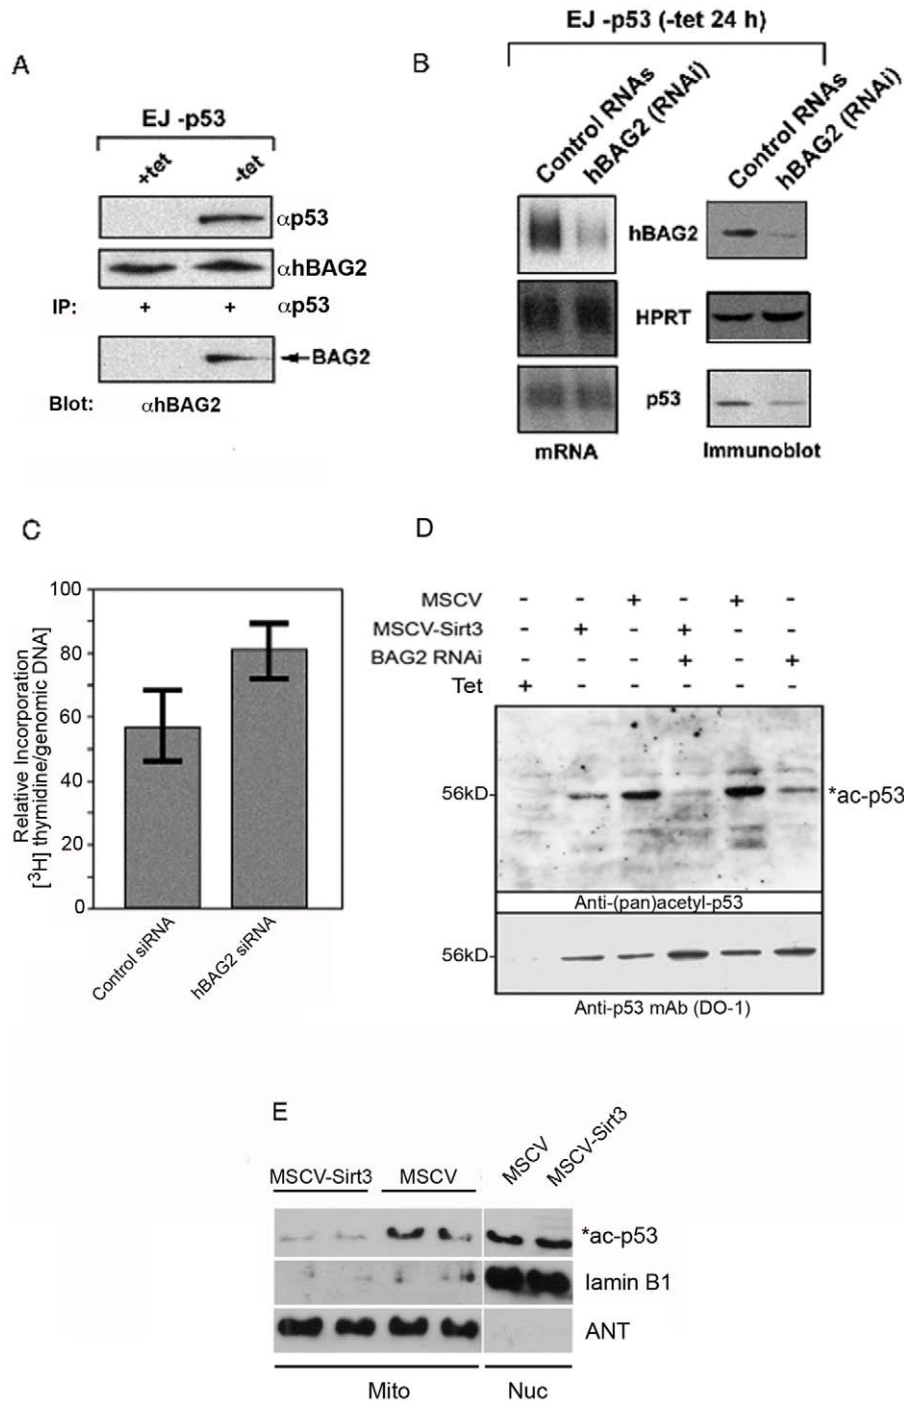 A
EJ -p53
+tet -tet
αp53
αhBAG2
IP: + + αp53
BAG2
Blot: αhBAG2
B
EJ -p53 (-tet 24 h)
Control RNAs hBAG2 (RNAi) Control RNAs hBAG2 (RNAi)
hBAG2
HPRT
p53
mRNA Immunoblot
C
Relative Incorporation
[³H] thymidine/genomic DNA]
100
80
60
40
20
0
Control siRNA hBAG2 siRNA
D
MSCV - - + - + -
MSCV-Sirt3 - + - + - -
BAG2 RNAi - - - + - +
Tet + - - - - -
56kD *ac-p53
Anti-(pan)acetyl-p53
56kD
Anti-p53 mAb (DO-1)
E
MSCV-Sirt3 MSCV MSCV MSCV-Sirt3
*ac-p53
lamin B1
ANT
Mito Nuc